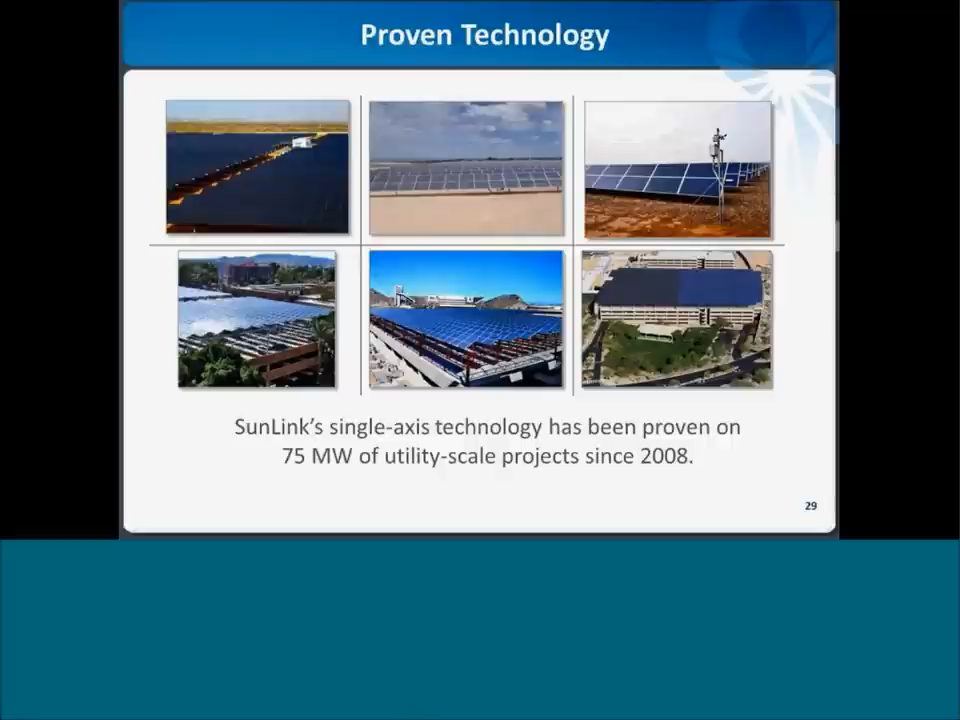 Proven Technology
SunLink's single-axis technology has been proven on
75 MW of utility-scale projects since 2008.
29